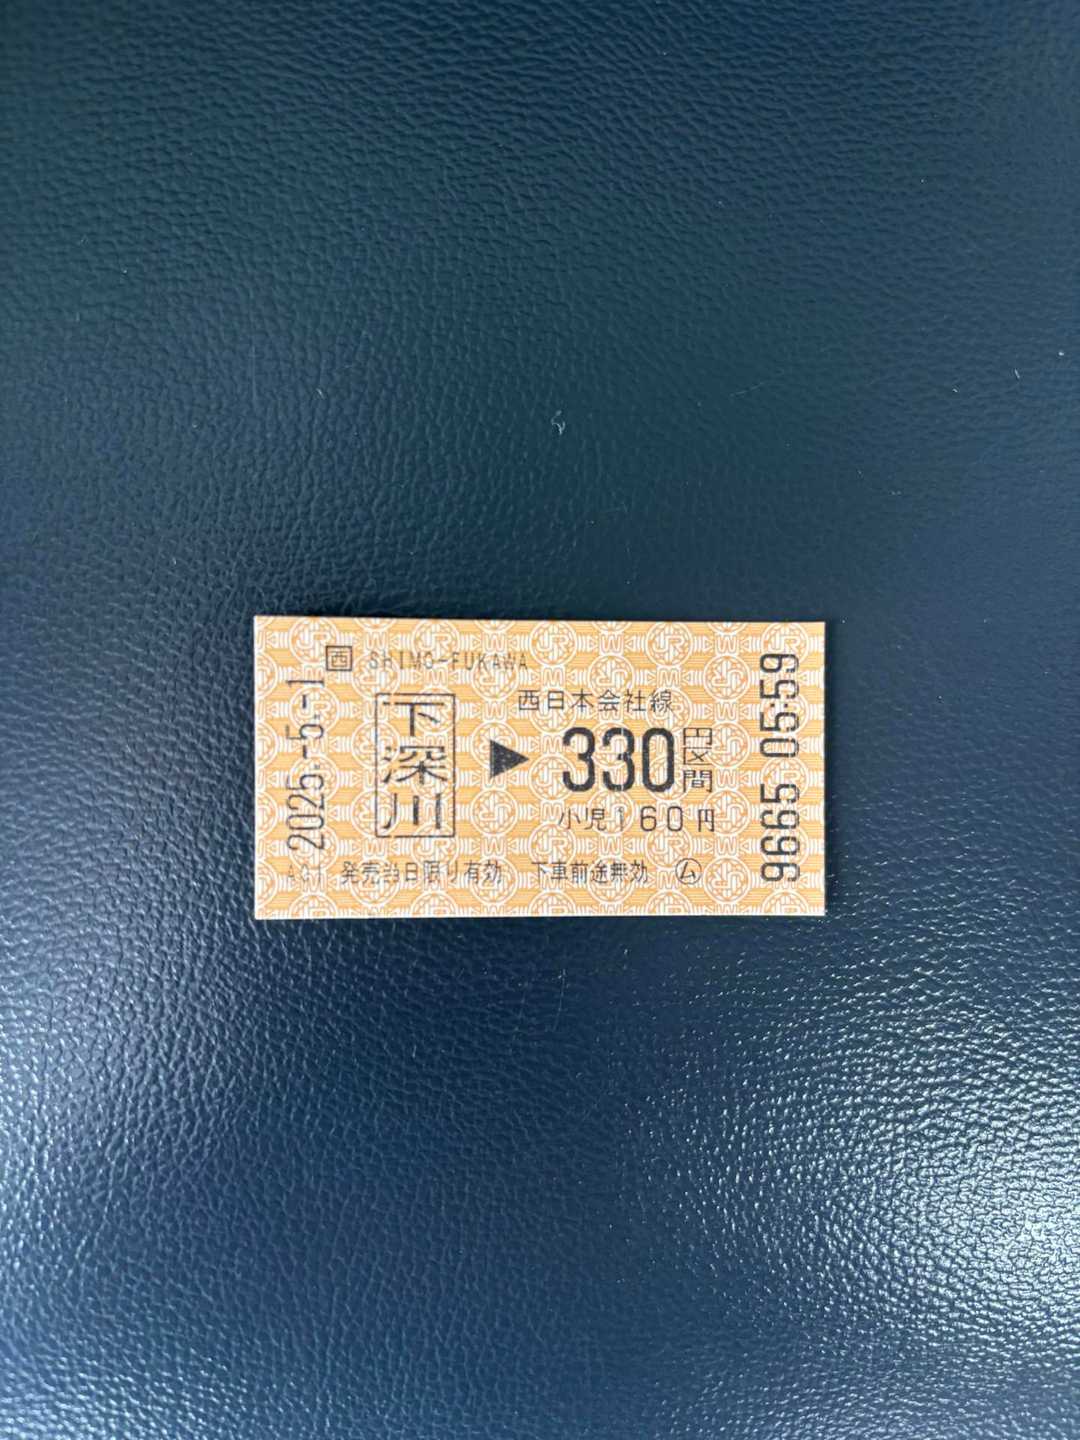 西 SHIMO-FUKAWA
下深川
西日本会社線
▶330円区間
小児160円
発売当日限り有効 下車前途無効 ㋰
2025.-5.-1
9665 05:59